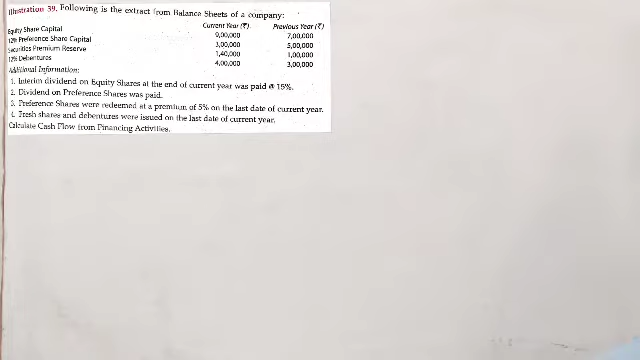 Illustration 39. Following is the extract from Balance Sheets of a company:
Current Year (₹) Previous Year (₹)
Equity Share Capital 9,00,000 7,00,000
12% Preference Share Capital 3,00,000 5,00,000
Securities Premium Reserve 1,40,000 1,00,000
12% Debentures 4,00,000 3,00,000
Additional Information:
1. Interim dividend on Equity Shares at the end of current year was paid @ 15%.
2. Dividend on Preference Shares was paid.
3. Preference Shares were redeemed at a premium of 5% on the last date of current year.
4. Fresh shares and debentures were issued on the last date of current year.
Calculate Cash Flow from Financing Activities.